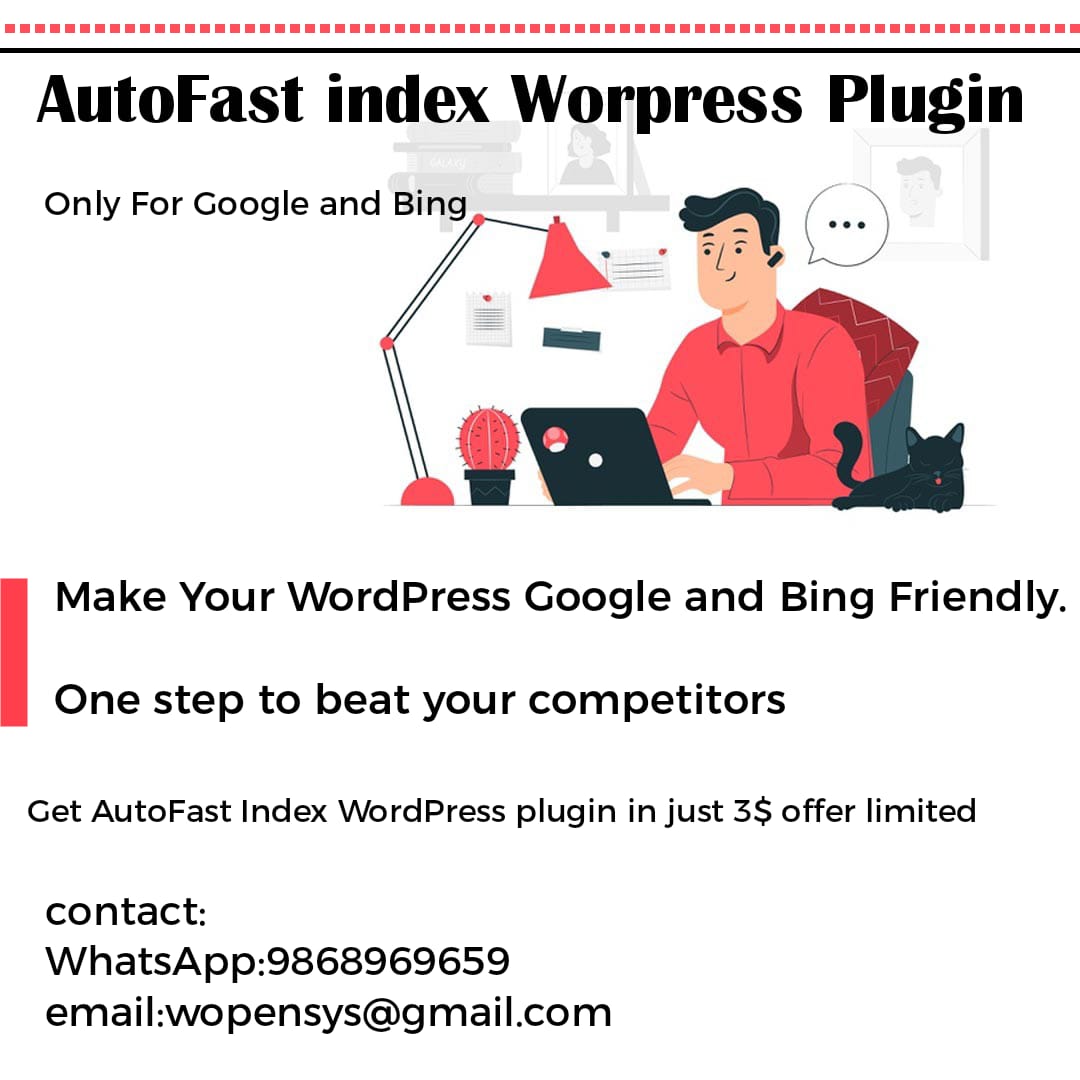 AutoFast index Worpress Plugin
GALAXY
Only For Google and Bing
Make Your WordPress Google and Bing Friendly.
One step to beat your competitors
Get AutoFast Index WordPress plugin in just 3$ offer limited
contact:
WhatsApp:9868969659
email:wopensys@gmail.com